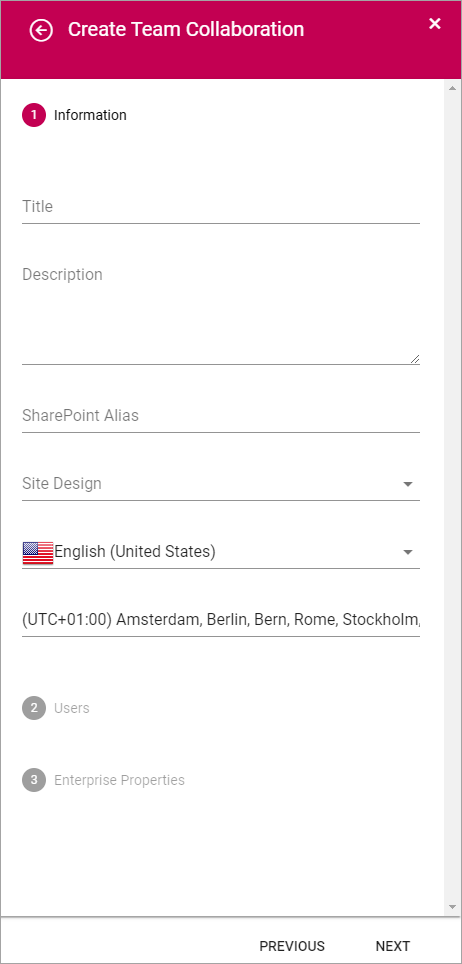 Create Team Collaboration
1 Information
Title
Description
SharePoint Alias
Site Design
English (United States)
(UTC+01:00) Amsterdam, Berlin, Bern, Rome, Stockholm,
2 Users
3 Enterprise Properties
PREVIOUS NEXT